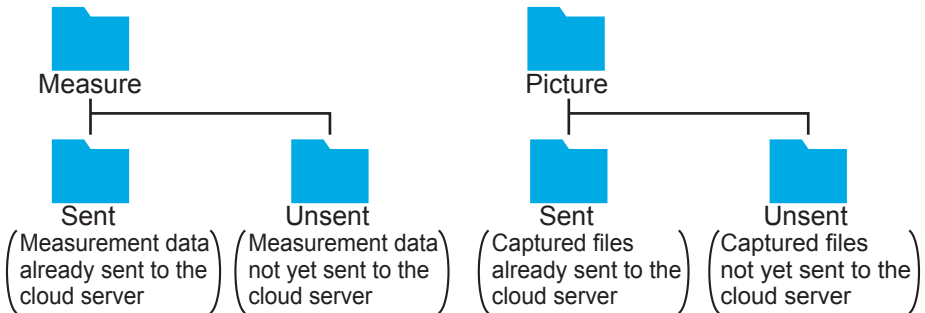 Measure
Picture
Sent
Unsent
Sent
Unsent
(Measurement data
already sent to the
cloud server)
(Measurement data
not yet sent to the
cloud server)
(Captured files
already sent to the
cloud server)
(Captured files
not yet sent to the
cloud server)